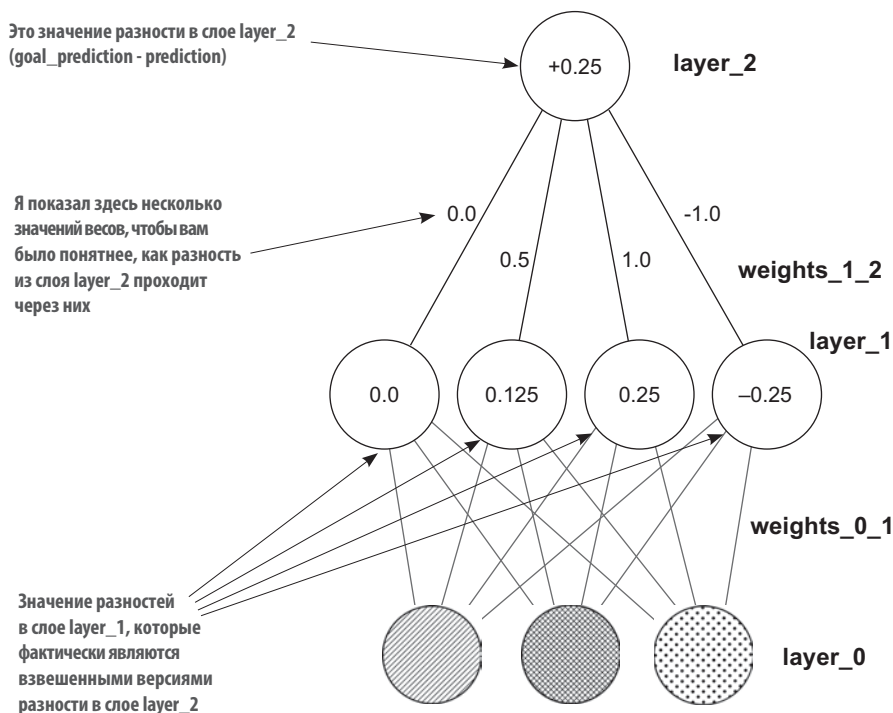 Это значение разности в слое layer_2
(goal_prediction - prediction)
+0.25
layer_2
Я показал здесь несколько
значений весов, чтобы вам
было понятнее, как разность
из слоя layer_2 проходит
через них
0.0
0.5
1.0
-1.0
weights_1_2
layer_1
0.0
0.125
0.25
–0.25
weights_0_1
Значение разностей
в слое layer_1, которые
фактически являются
взвешенными версиями
разности в слое layer_2
layer_0